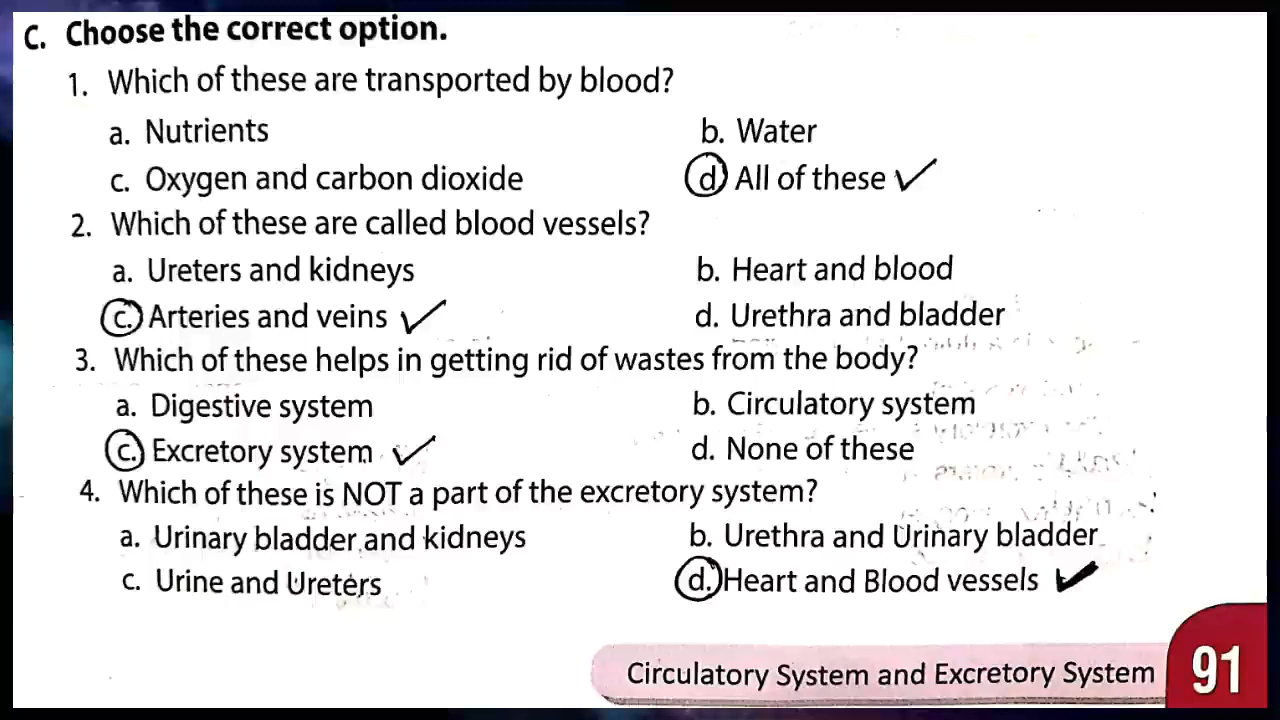 C. Choose the correct option.
1. Which of these are transported by blood?
a. Nutrients b. Water
c. Oxygen and carbon dioxide d. All of these ✓
2. Which of these are called blood vessels?
a. Ureters and kidneys b. Heart and blood
c. Arteries and veins ✓ d. Urethra and bladder
3. Which of these helps in getting rid of wastes from the body?
a. Digestive system b. Circulatory system
c. Excretory system ✓ d. None of these
4. Which of these is NOT a part of the excretory system?
a. Urinary bladder and kidneys b. Urethra and Urinary bladder
c. Urine and Ureters d. Heart and Blood vessels ✓
Circulatory System and Excretory System 91